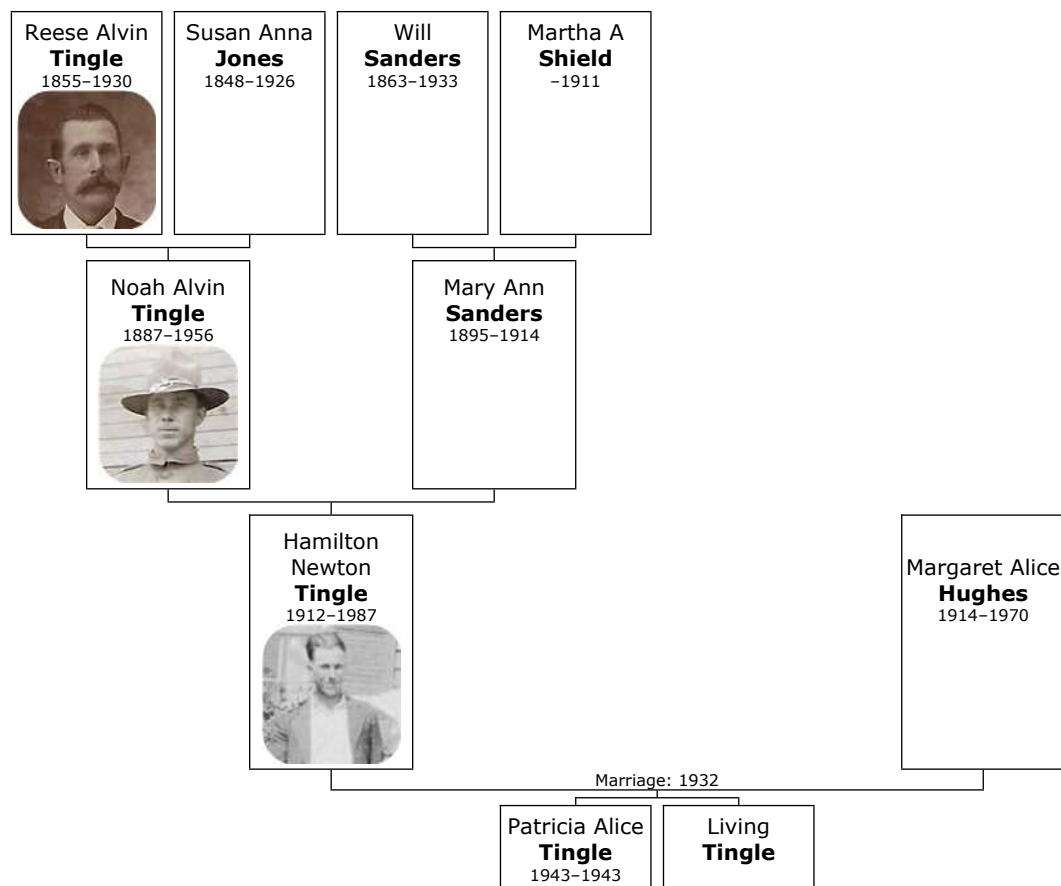 Reese Alvin
Tingle
1855–1930
Susan Anna
Jones
1848–1926
Will
Sanders
1863–1933
Martha A
Shield
–1911
Noah Alvin
Tingle
1887–1956
Mary Ann
Sanders
1895–1914
Hamilton
Newton
Tingle
1912–1987
Margaret Alice
Hughes
1914–1970
Marriage: 1932
Patricia Alice
Tingle
1943–1943
Living
Tingle